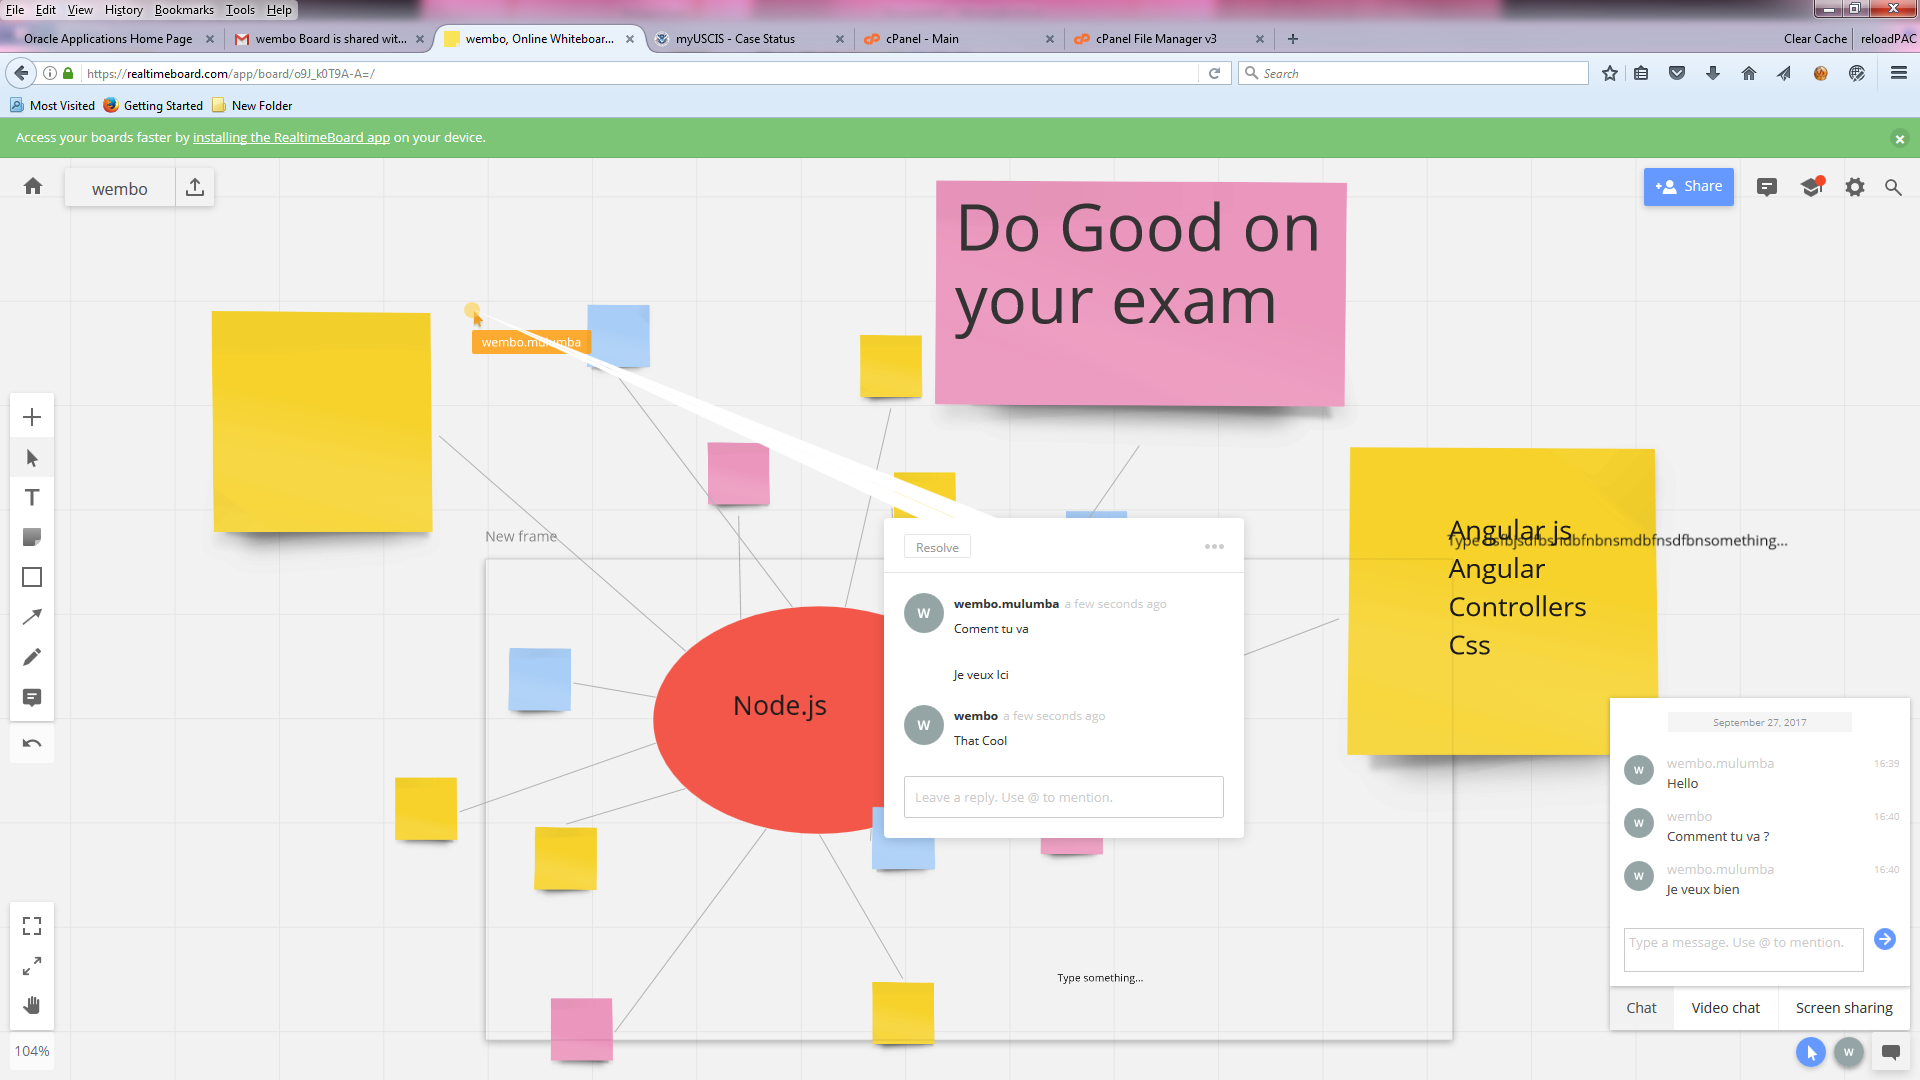 File Edit View History Bookmarks Tools Help
Oracle Applications Home Page
wembo Board is shared wit...
wembo, Online Whiteboar...
myUSCIS - Case Status
cPanel - Main
cPanel File Manager v3
Clear Cache
reloadPAC
https://realtimeboard.com/app/board/o9J_k0T9A-A=/
Search
Most Visited Getting Started New Folder
Access your boards faster by installing the RealtimeBoard app on your device.
wembo
Share
Do Good on
your exam
wembo.mulumba
New frame
Node.js
Resolve
wembo.mulumba a few seconds ago
W
Coment tu va
Je veux Ici
wembo a few seconds ago
W
That Cool
Leave a reply. Use @ to mention.
Angular js
Angular
Controllers
Css
Type something...
September 27, 2017
wembo.mulumba 16:39
W
Hello
wembo 16:40
W
Comment tu va ?
wembo.mulumba 16:40
W
Je veux bien
Type a message. Use @ to mention.
Chat Video chat Screen sharing
104%
W